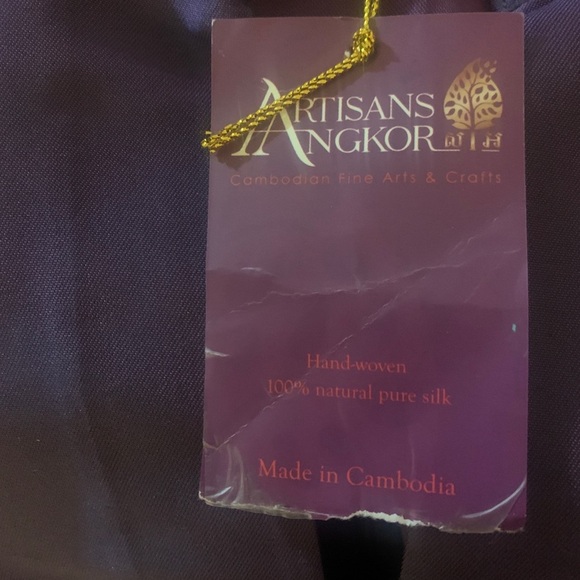 ARTISANS
ANGKOR
Cambodian Fine Arts & Crafts
Hand-woven
100% natural pure silk
Made in Cambodia